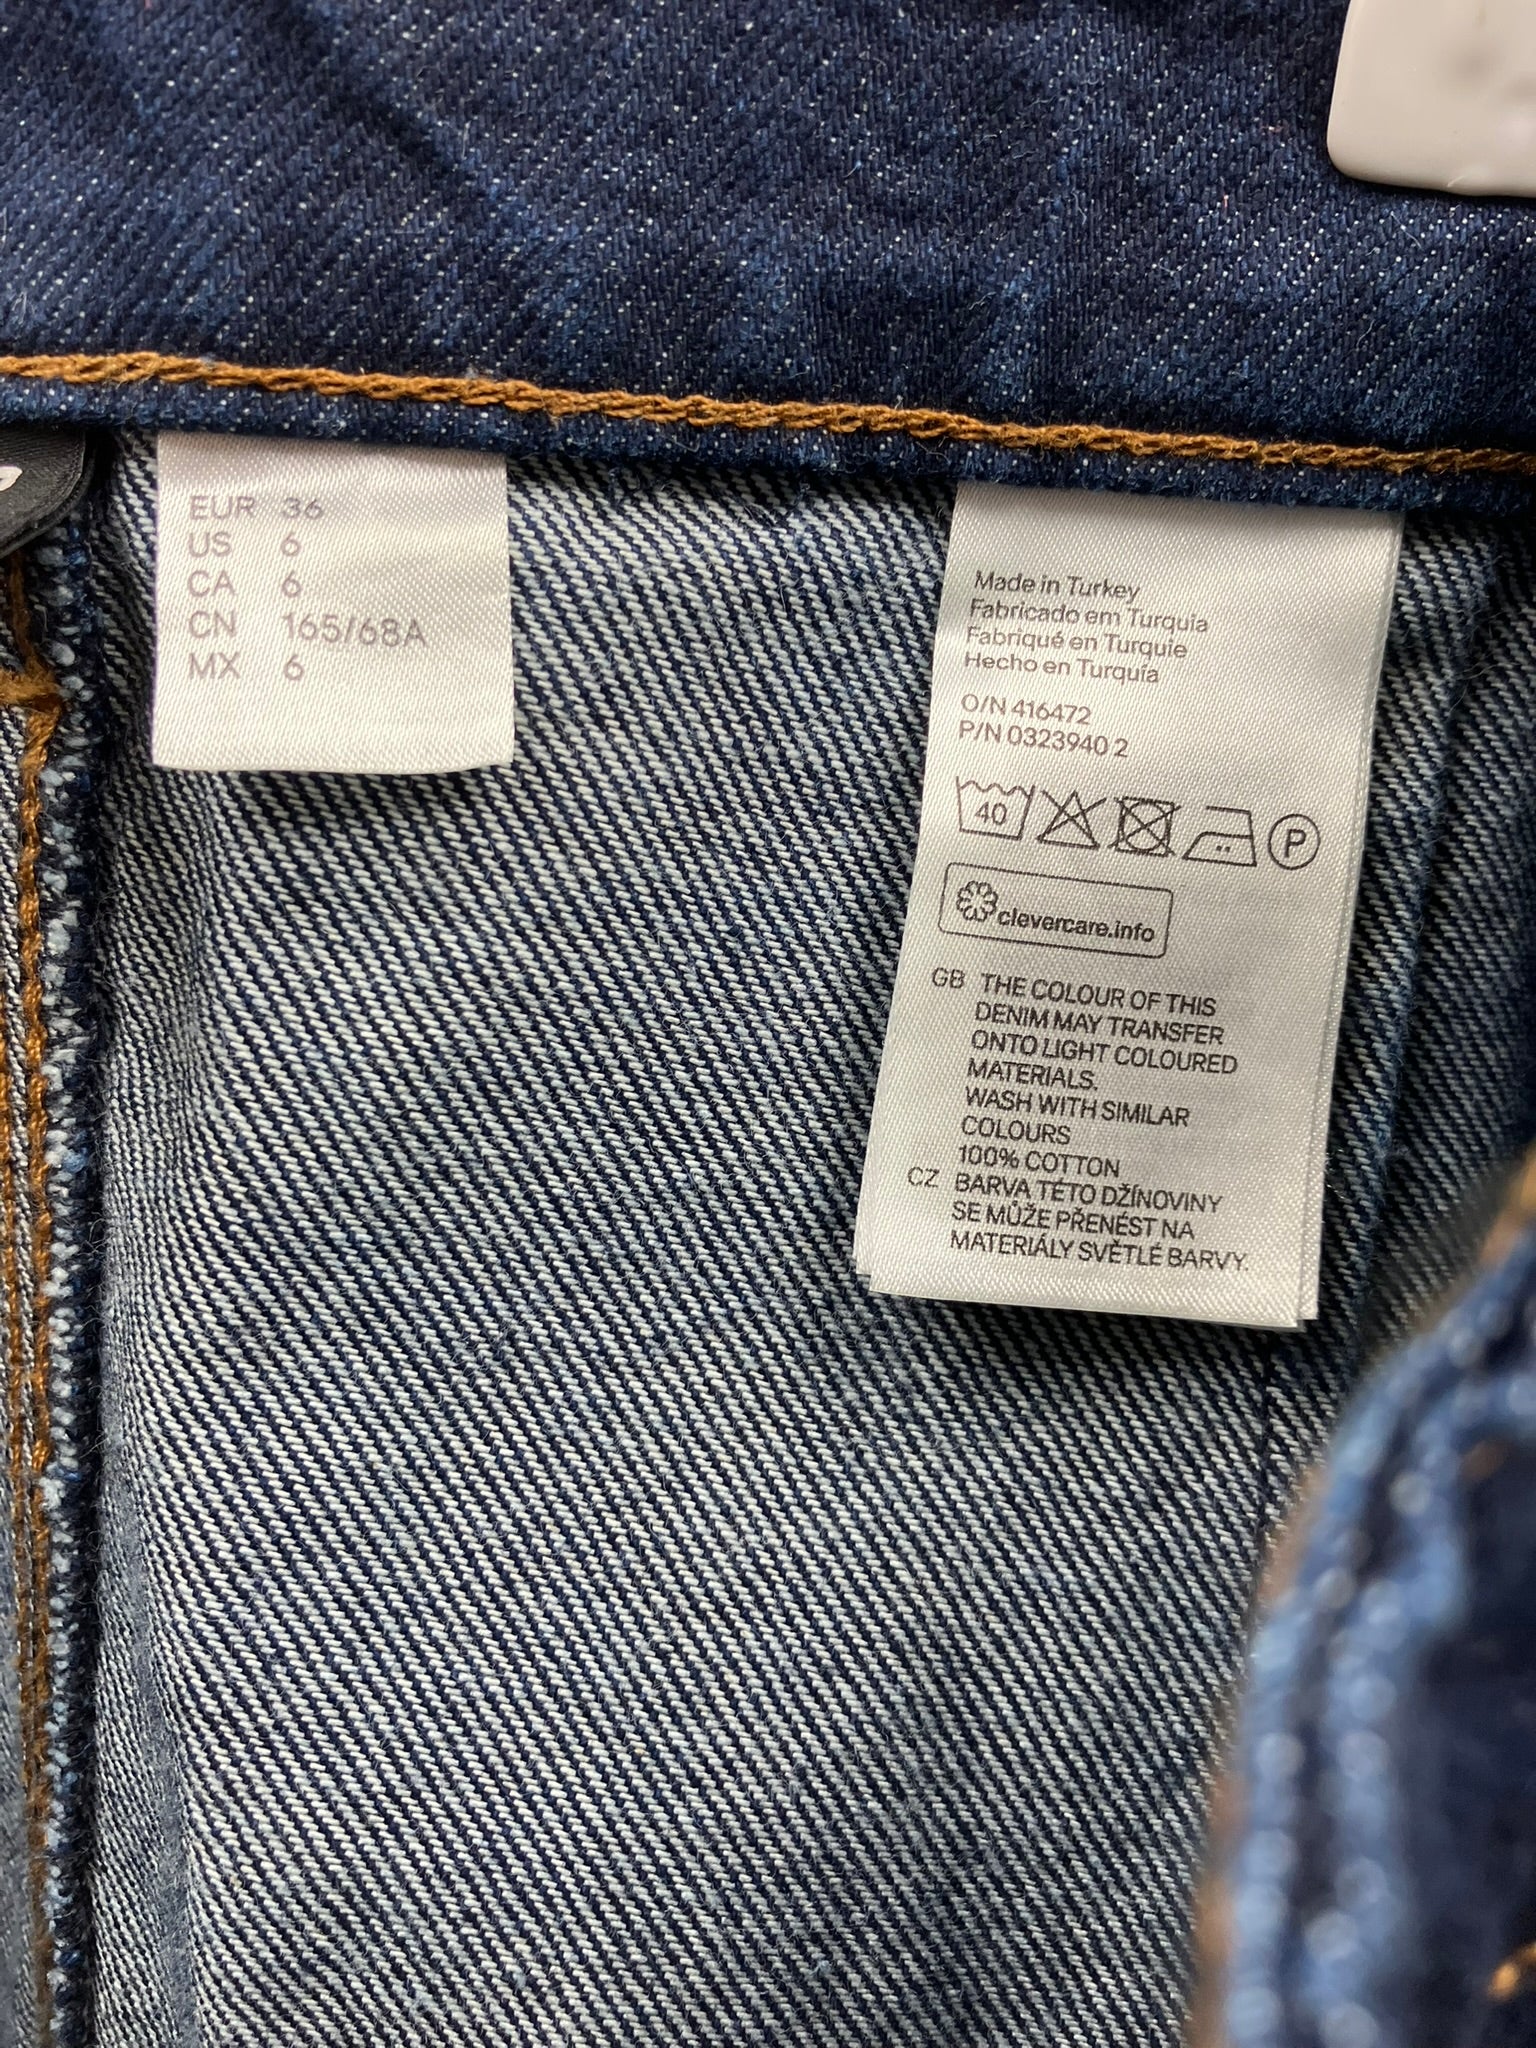 EUR 36
US 6
CA 6
CN 165/68A
MX 6
Made in Turkey
Fabricado em Turquia
Fabriqué en Turquie
Hecho en Turquía
O/N 416472
P/N 0323940 2
40
P
clevercare.info
GB THE COLOUR OF THIS
DENIM MAY TRANSFER
ONTO LIGHT COLOURED
MATERIALS.
WASH WITH SIMILAR
COLOURS
100% COTTON
CZ BARVA TÉTO DŽÍNOVINY
SE MŮŽE PŘENÉST NA
MATERIÁLY SVĚTLÉ BARVY.